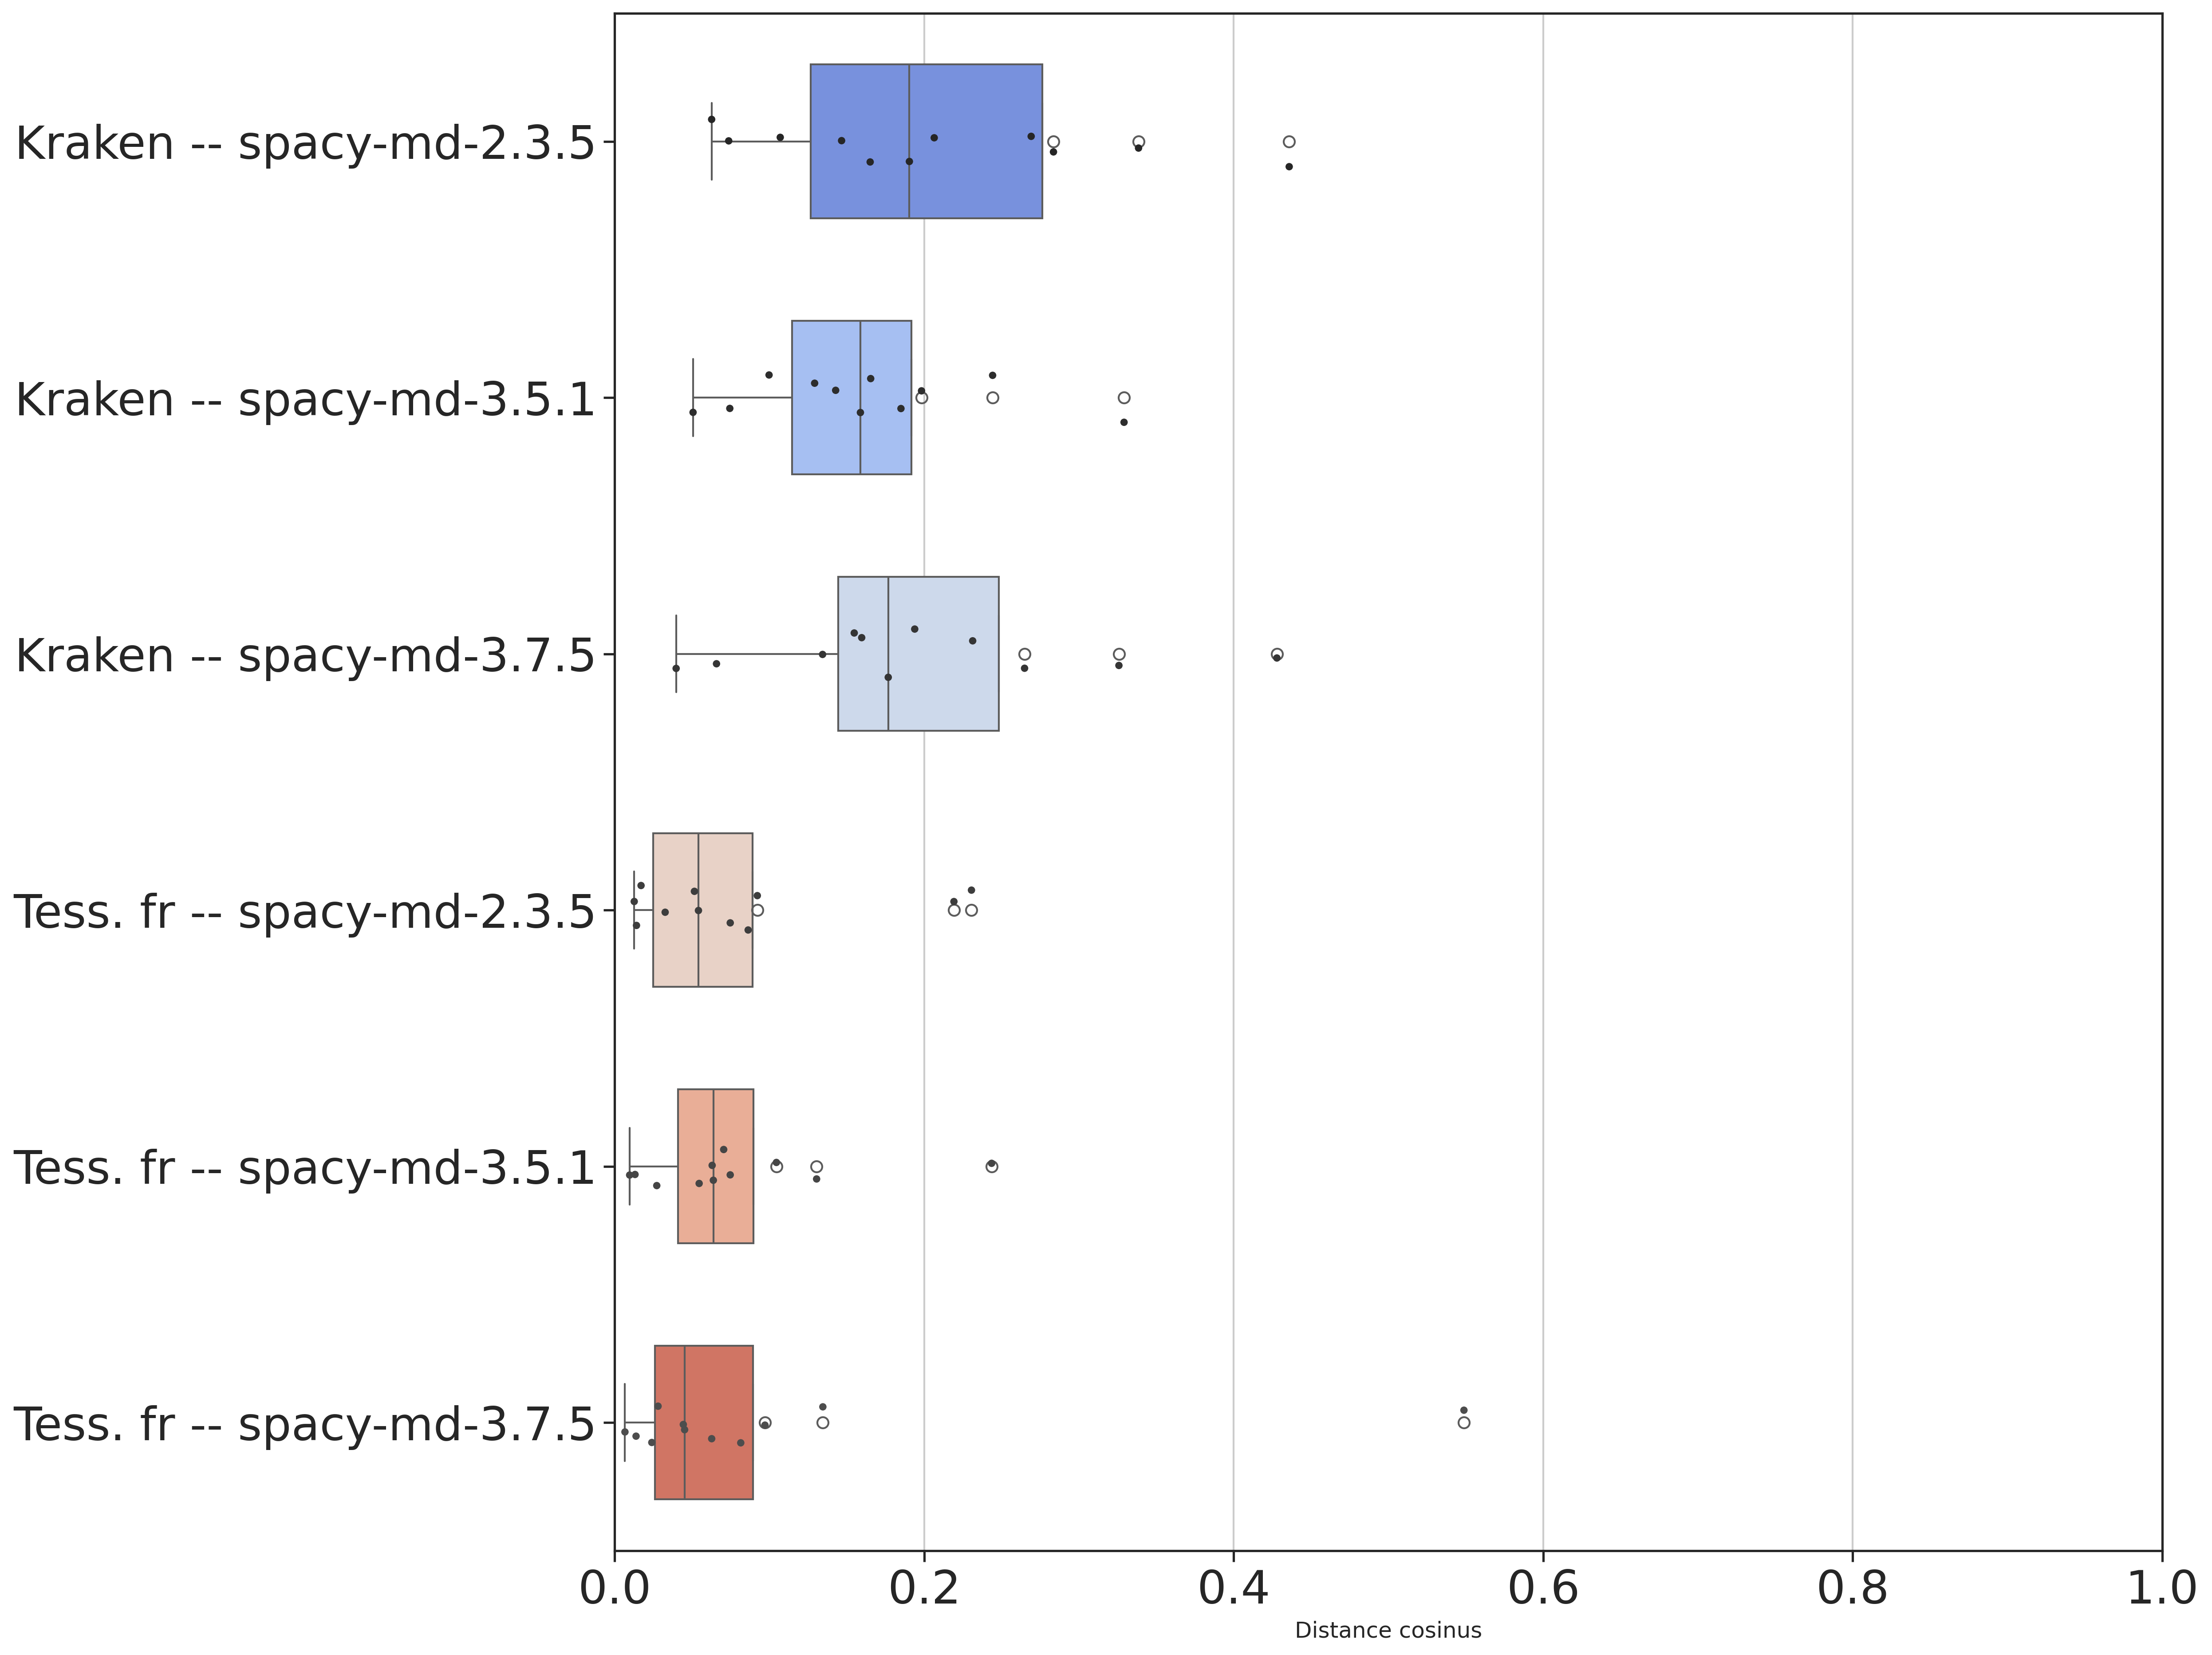 Kraken -- spacy-md-2.3.5
Kraken -- spacy-md-3.5.1
Kraken -- spacy-md-3.7.5
Tess. fr -- spacy-md-2.3.5
Tess. fr -- spacy-md-3.5.1
Tess. fr -- spacy-md-3.7.5
0.0 0.2 0.4 0.6 0.8 1.0
Distance cosinus